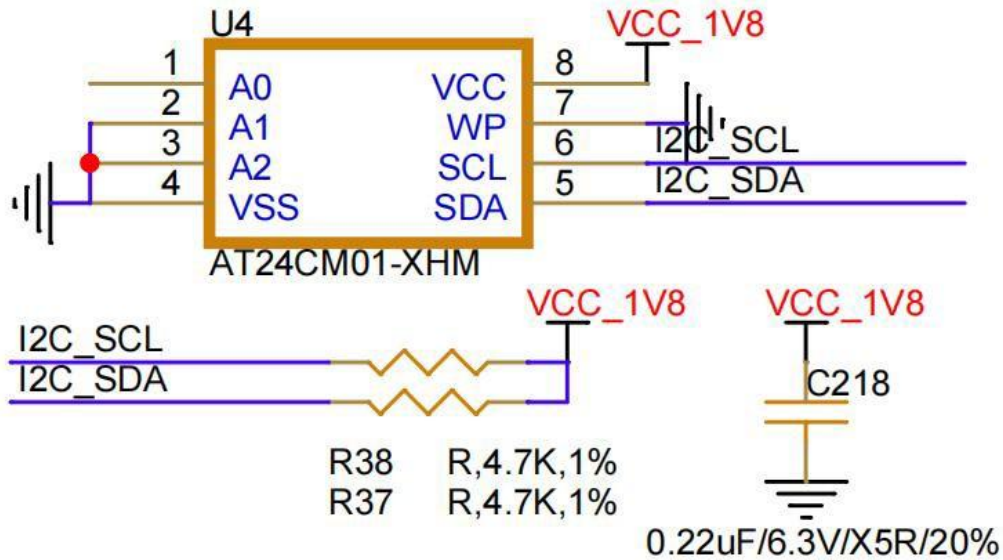 U4
VCC_1V8
1 A0 VCC 8
2 A1 WP 7
3 A2 SCL 6 I2C_SCL
4 VSS SDA 5 I2C_SDA
AT24CM01-XHM
VCC_1V8 VCC_1V8
I2C_SCL
I2C_SDA
C218
R38 R,4.7K,1%
R37 R,4.7K,1%
0.22uF/6.3V/X5R/20%